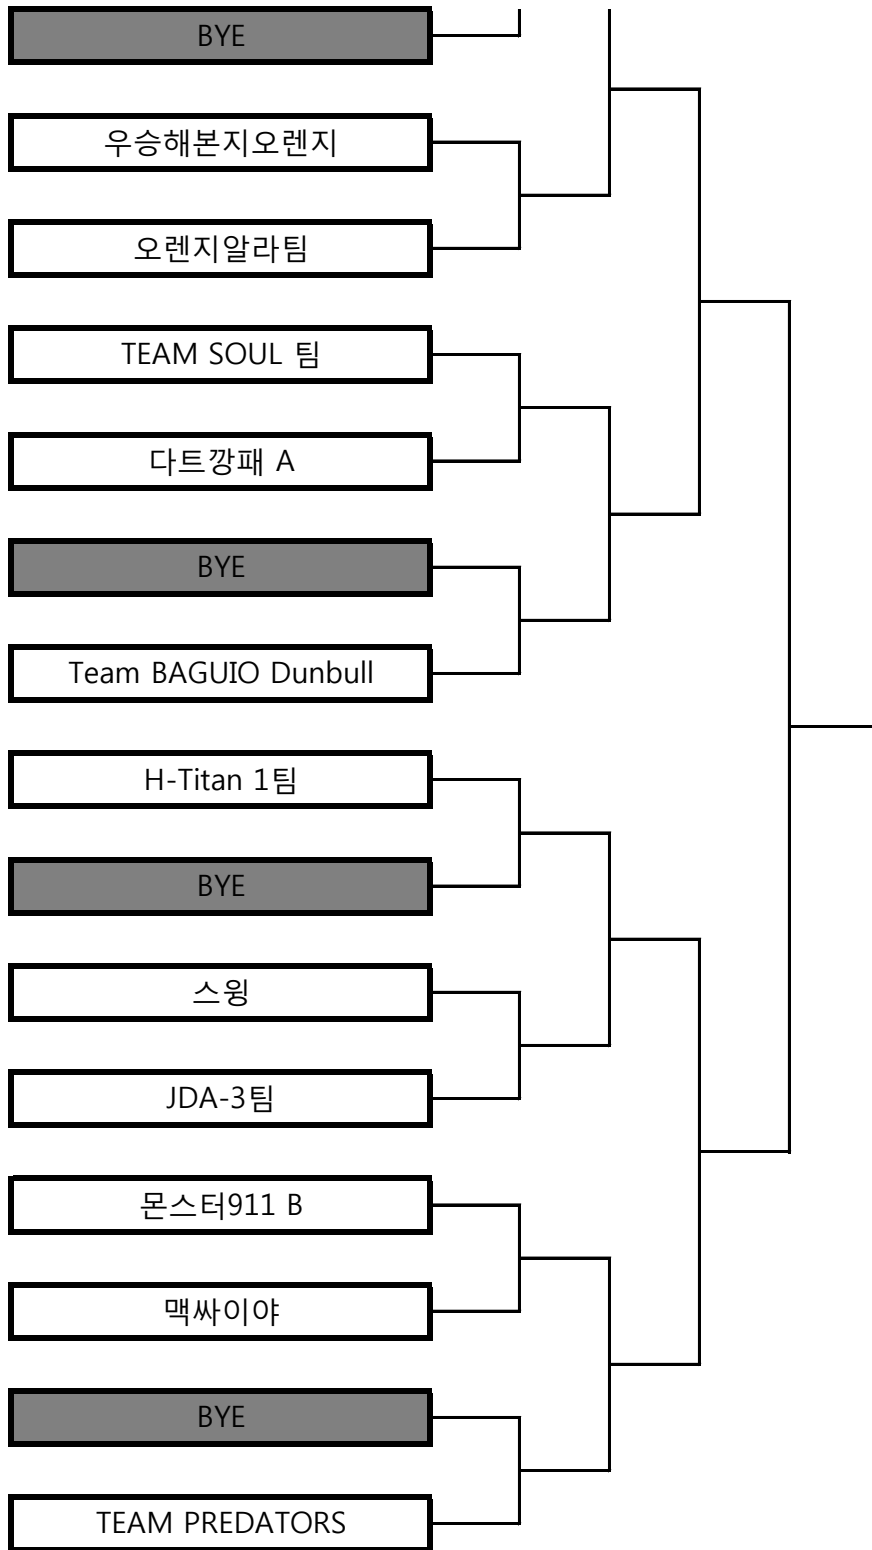 BYE
우승해본지오렌지
오렌지알라팀
TEAM SOUL 팀
다트깡패 A
BYE
Team BAGUIO Dunbull
H-Titan 1팀
BYE
스윙
JDA-3팀
몬스터911 B
맥싸이야
BYE
TEAM PREDATORS